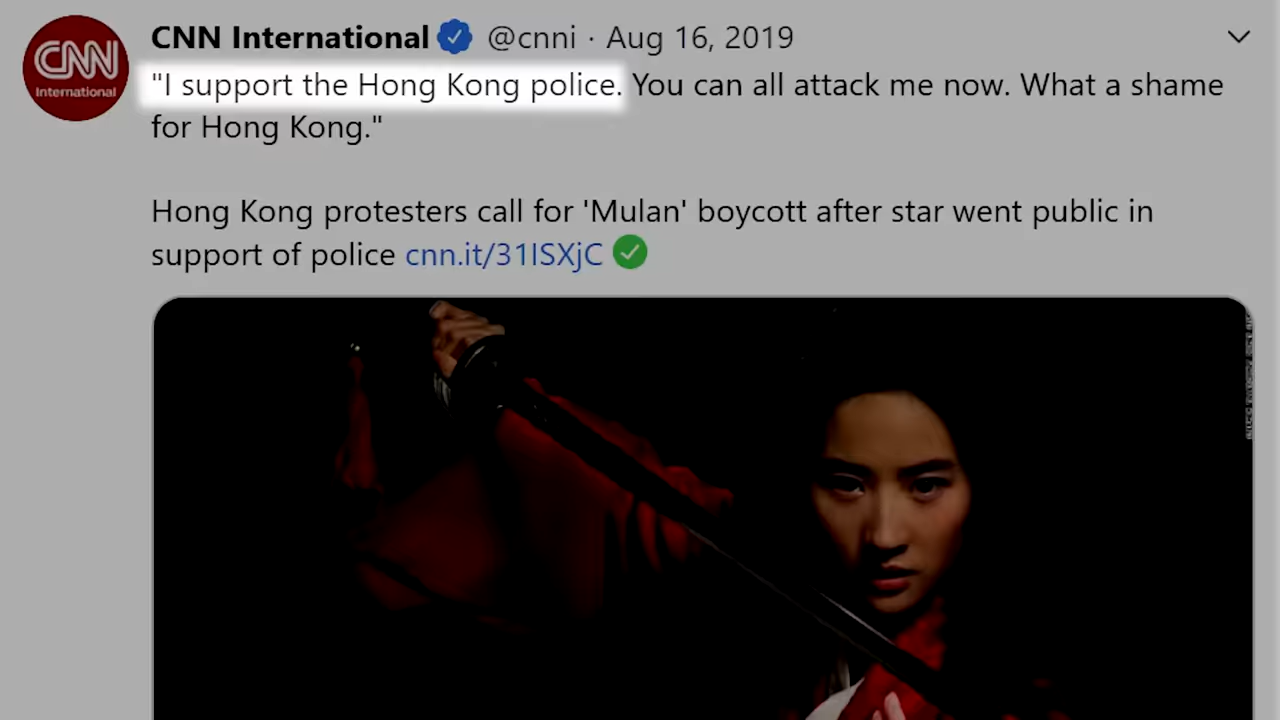 CNN
International
CNN International @cnni · Aug 16, 2019
"I support the Hong Kong police. You can all attack me now. What a shame
for Hong Kong."
Hong Kong protesters call for 'Mulan' boycott after star went public in
support of police cnn.it/31ISXjC